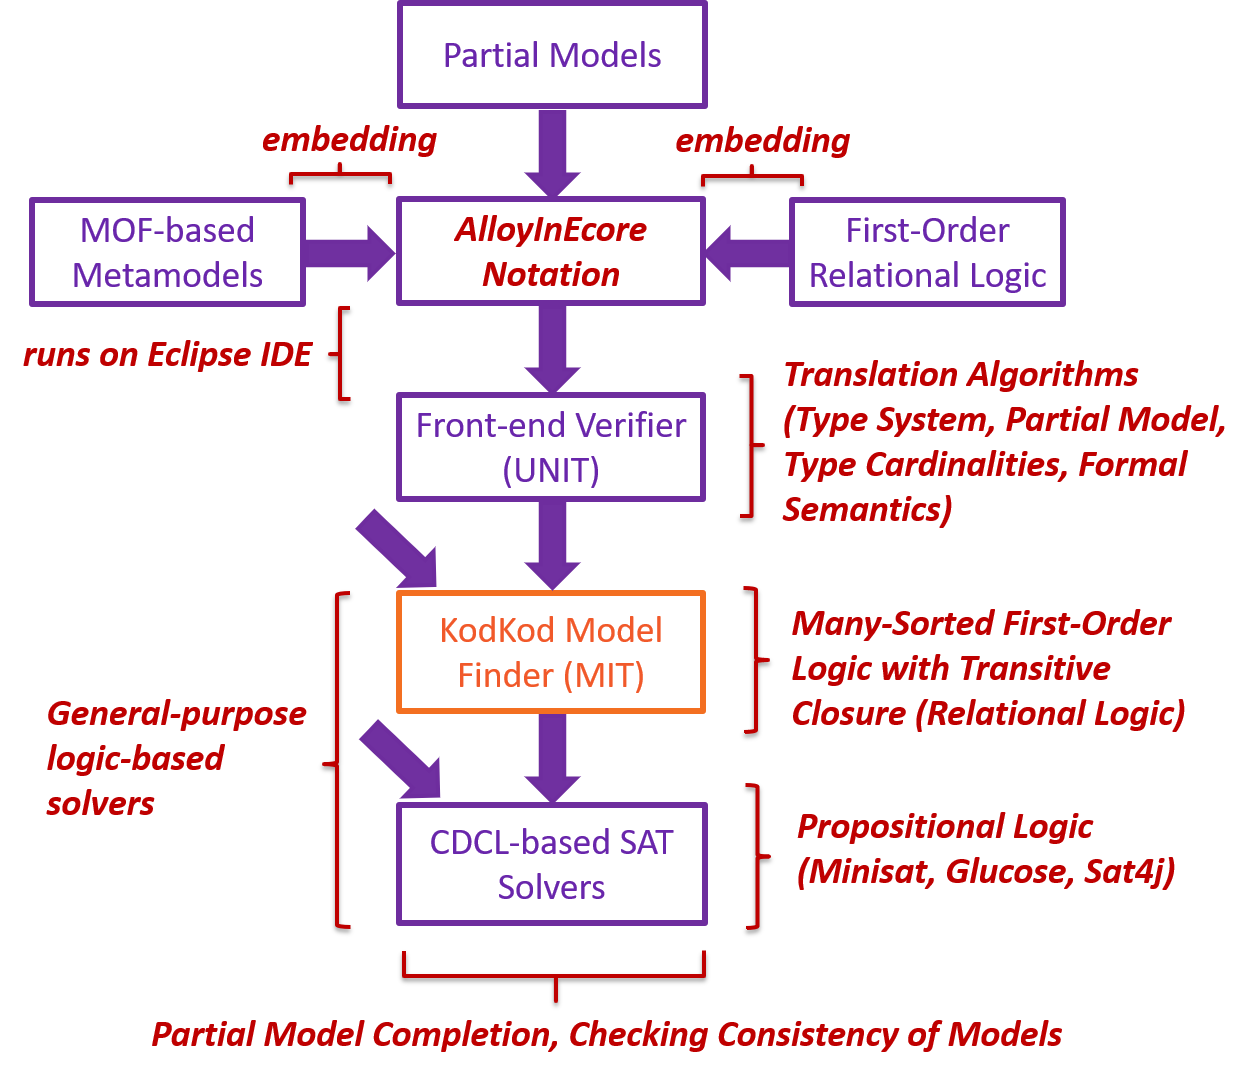 Partial Models
embedding
embedding
MOF-based
Metamodels
AlloyInEcore
Notation
First-Order
Relational Logic
runs on Eclipse IDE
Front-end Verifier
(UNIT)
Translation Algorithms
(Type System, Partial Model,
Type Cardinalities, Formal
Semantics)
KodKod Model
Finder (MIT)
Many-Sorted First-Order
Logic with Transitive
Closure (Relational Logic)
General-purpose
logic-based
solvers
CDCL-based SAT
Solvers
Propositional Logic
(Minisat, Glucose, Sat4j)
Partial Model Completion, Checking Consistency of Models